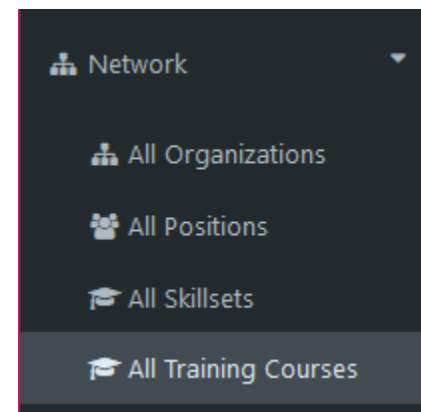 Network
All Organizations
All Positions
All Skillsets
All Training Courses